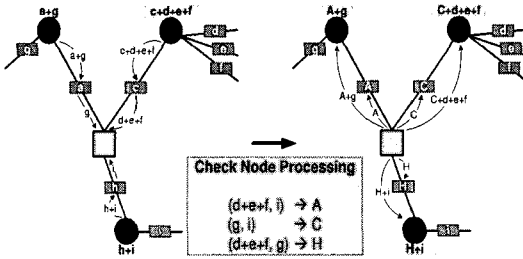 a+g
c+d+e+f
g
d
e
f
a+g
c+d+e+f
a
c
g
d+e+f
h
h+i
h+i
A+g
C+d+e+f
g
d
e
A+g
A
A
C
C
C+d+e+f
H
H
H+i
H+i
Check Node Processing
(d+e+f, i) → A
(g, i) → C
(d+e+f, g) → H